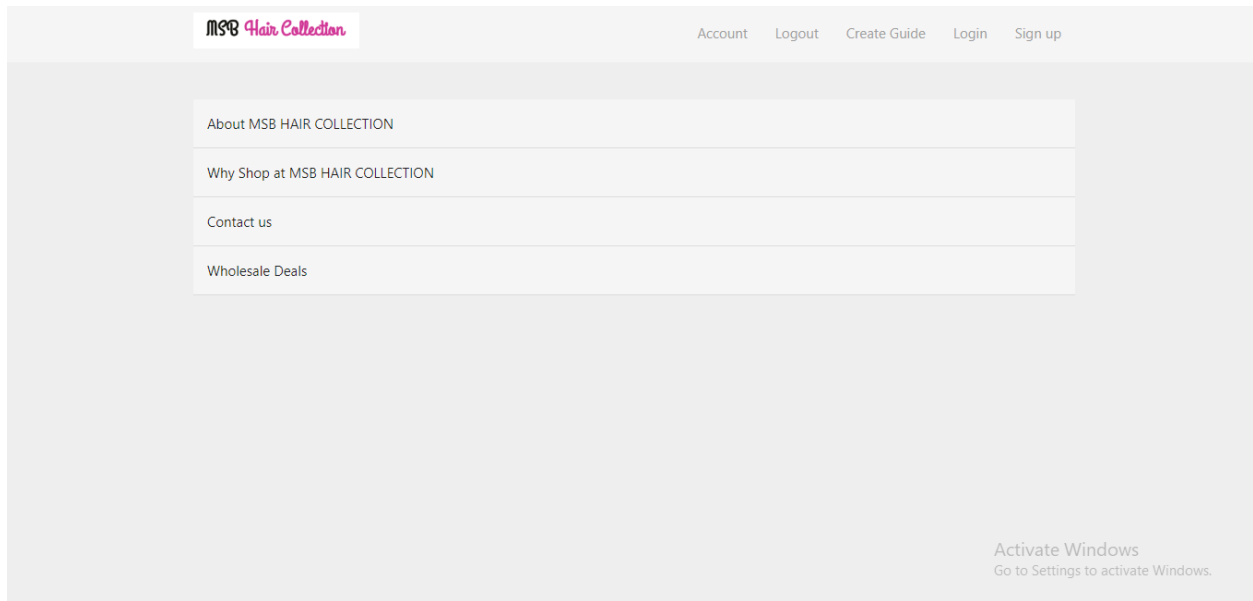 MSB Hair Collection
Account Logout Create Guide Login Sign up
About MSB HAIR COLLECTION
Why Shop at MSB HAIR COLLECTION
Contact us
Wholesale Deals
Activate Windows
Go to Settings to activate Windows.